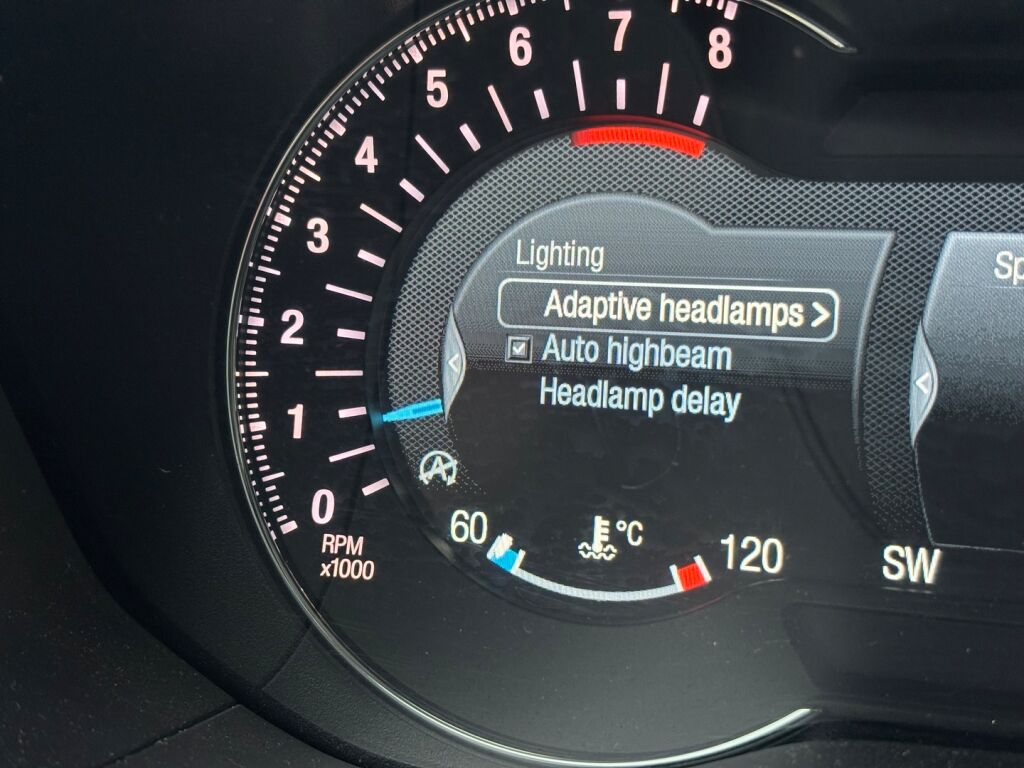 8
7
6
5
4
3
2
1
0
RPM
x1000
Lighting
Adaptive headlamps >
Auto highbeam
Headlamp delay
A
60
°C
120
SW
Sp